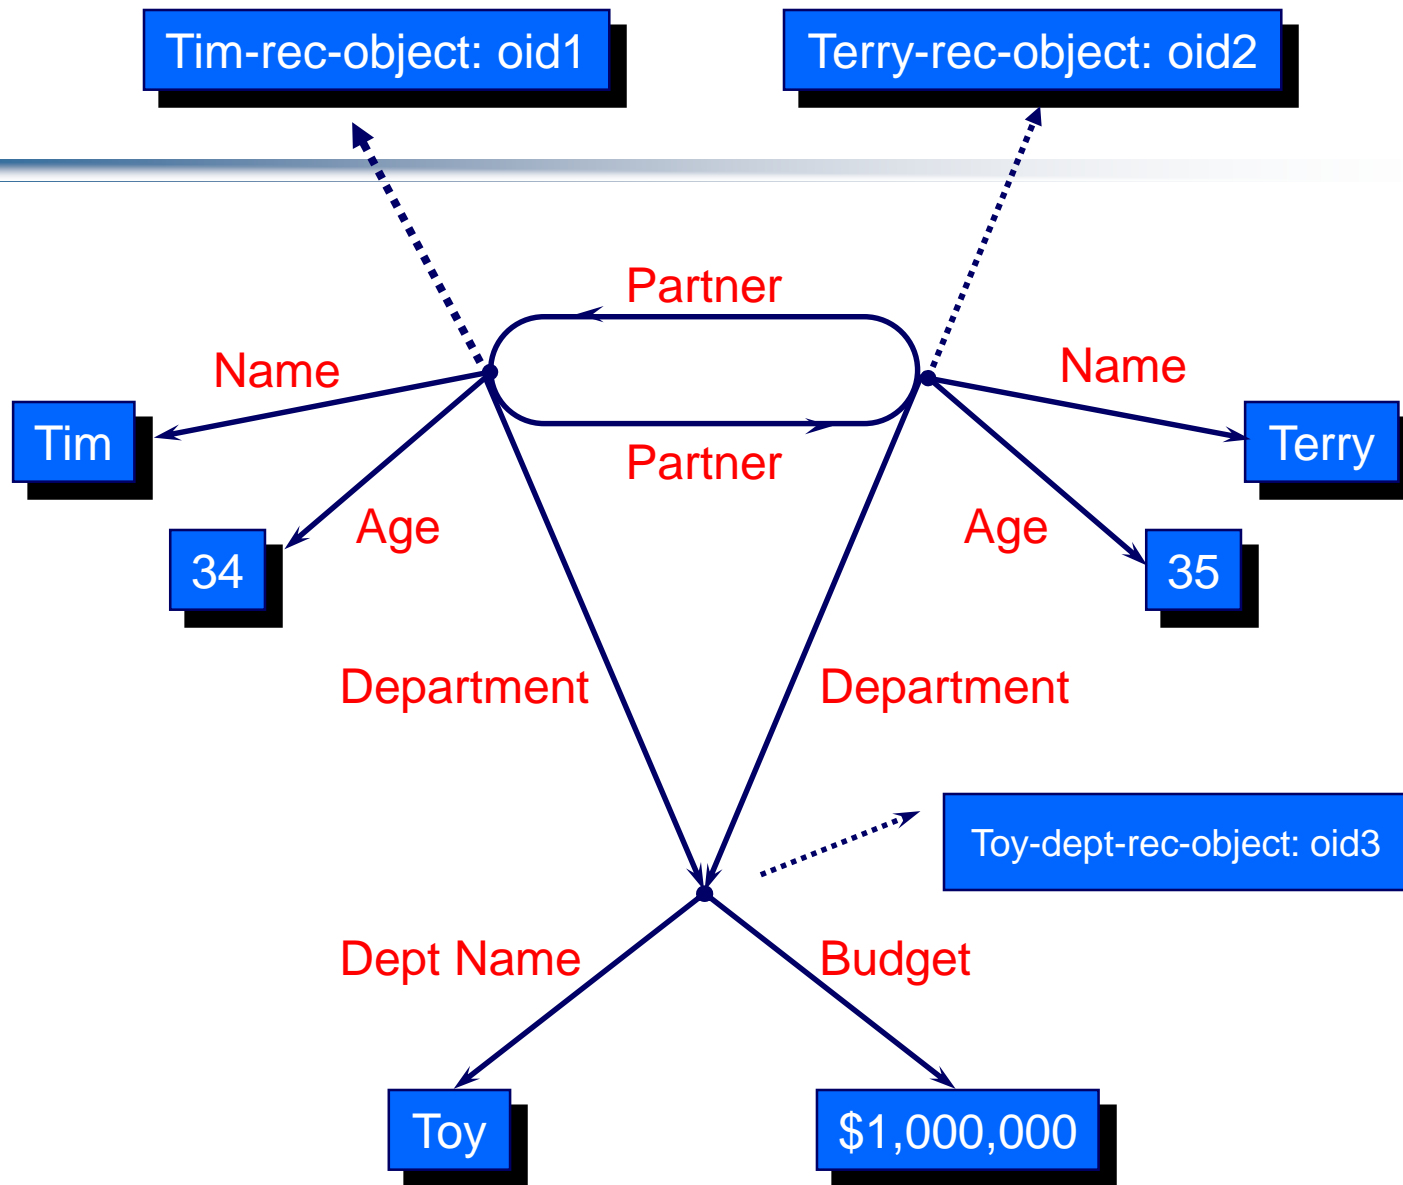 Tim-rec-object: oid1
Terry-rec-object: oid2
Partner
Name
Name
Tim
Terry
Partner
Age
Age
34
35
Department
Department
Toy-dept-rec-object: oid3
Dept Name
Budget
Toy
$1,000,000